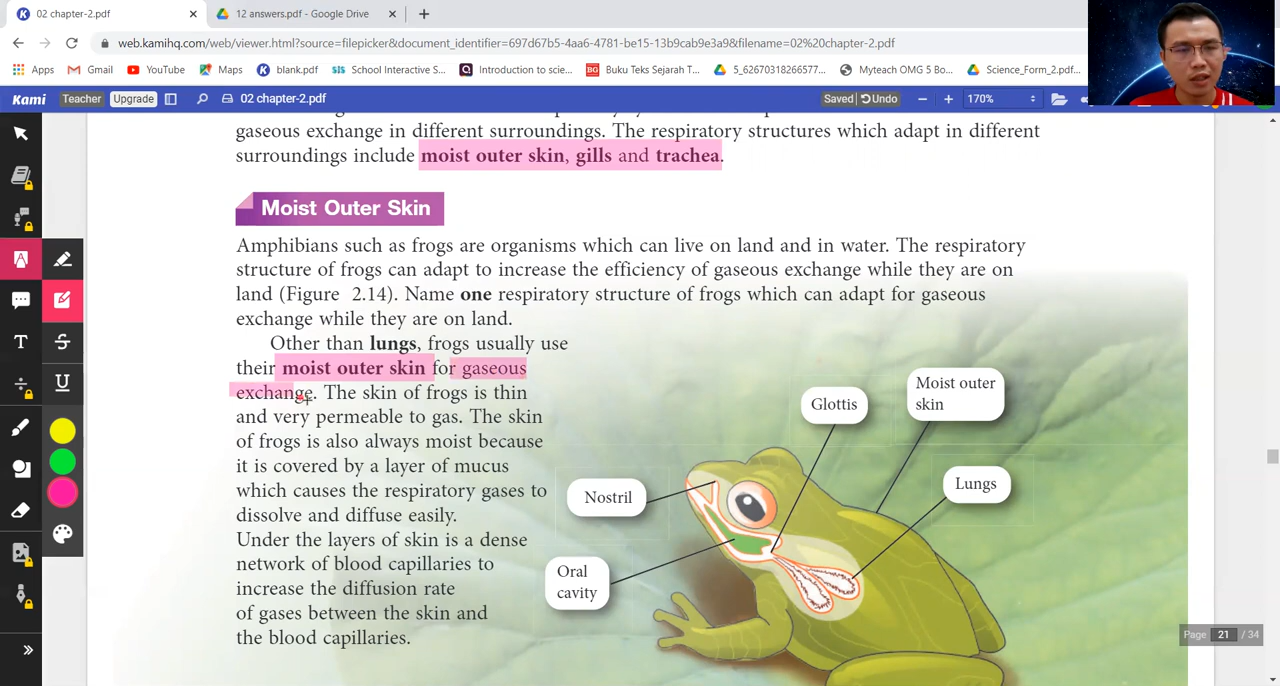 02 chapter-2.pdf
12 answers.pdf - Google Drive
web.kamihq.com/web/viewer.html?source=filepicker&document_identifier=697d67b5-4aa6-4781-be15-13b9cab9e3a9&filename=02%20chapter-2.pdf
Apps Gmail YouTube Maps blank.pdf School Interactive S... Introduction to scie... Buku Teks Sejarah T... 5_62670318266577... Myteach OMG 5 Bo... Science_Form_2.pdf...
Kami Teacher Upgrade 02 chapter-2.pdf Saved Undo 170%
gaseous exchange in different surroundings. The respiratory structures which adapt in different
surroundings include moist outer skin, gills and trachea.
Moist Outer Skin
Amphibians such as frogs are organisms which can live on land and in water. The respiratory
structure of frogs can adapt to increase the efficiency of gaseous exchange while they are on
land (Figure 2.14). Name one respiratory structure of frogs which can adapt for gaseous
exchange while they are on land.
Other than lungs, frogs usually use
their moist outer skin for gaseous
exchange. The skin of frogs is thin
and very permeable to gas. The skin
of frogs is also always moist because
it is covered by a layer of mucus
which causes the respiratory gases to
dissolve and diffuse easily.
Under the layers of skin is a dense
network of blood capillaries to
increase the diffusion rate
of gases between the skin and
the blood capillaries.
Glottis
Moist outer
skin
Lungs
Nostril
Oral
cavity
Page 21 / 34